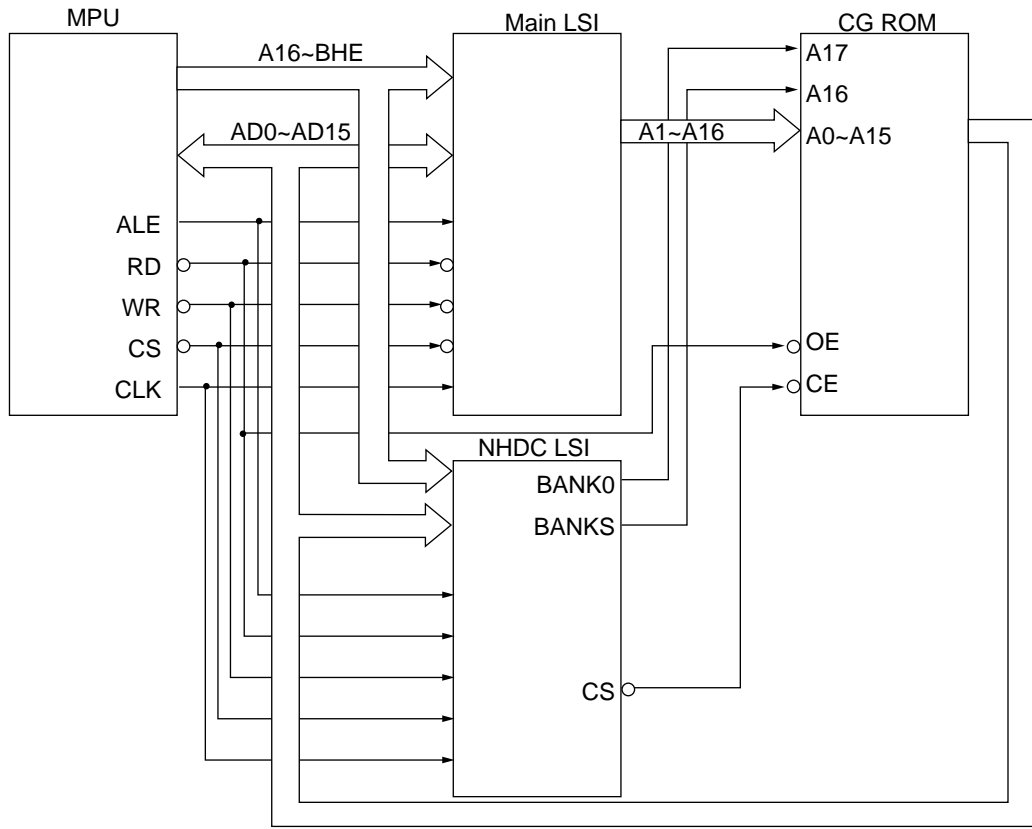 MPU
Main LSI
CG ROM
A16~BHE
A17
A16
AD0~AD15
A1~A16
A0~A15
ALE
RD
WR
CS
CLK
OE
CE
NHDC LSI
BANK0
BANKS
CS